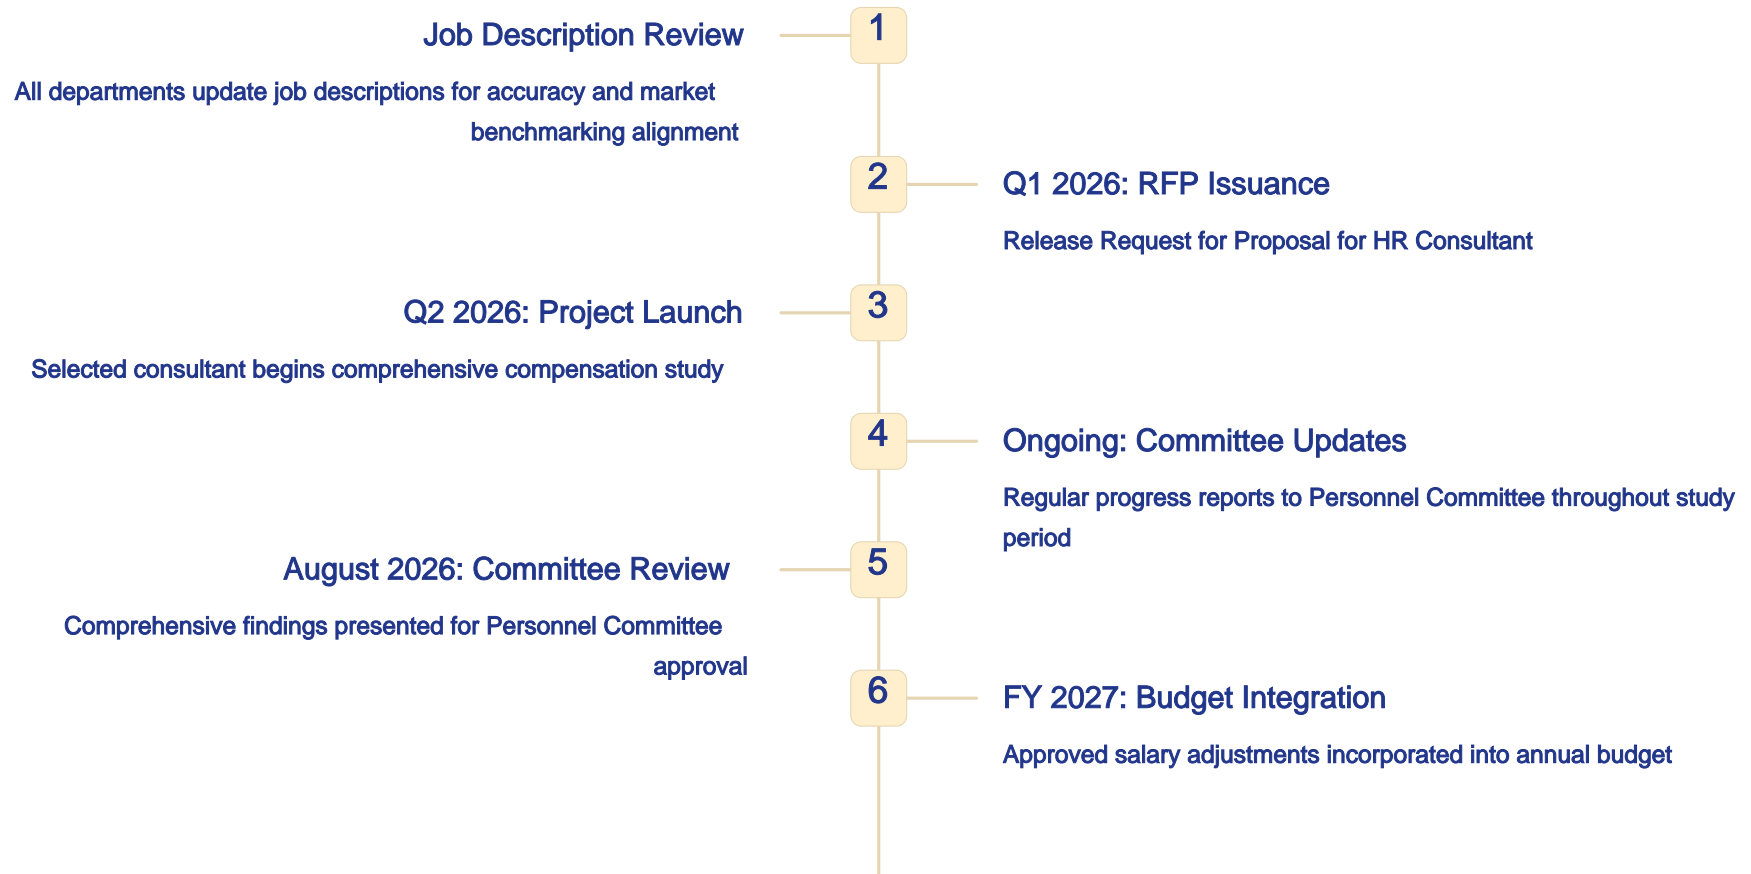 1
Job Description Review
All departments update job descriptions for accuracy and market
benchmarking alignment
2
Q1 2026: RFP Issuance
Release Request for Proposal for HR Consultant
3
Q2 2026: Project Launch
Selected consultant begins comprehensive compensation study
4
Ongoing: Committee Updates
Regular progress reports to Personnel Committee throughout study
period
5
August 2026: Committee Review
Comprehensive findings presented for Personnel Committee
approval
6
FY 2027: Budget Integration
Approved salary adjustments incorporated into annual budget